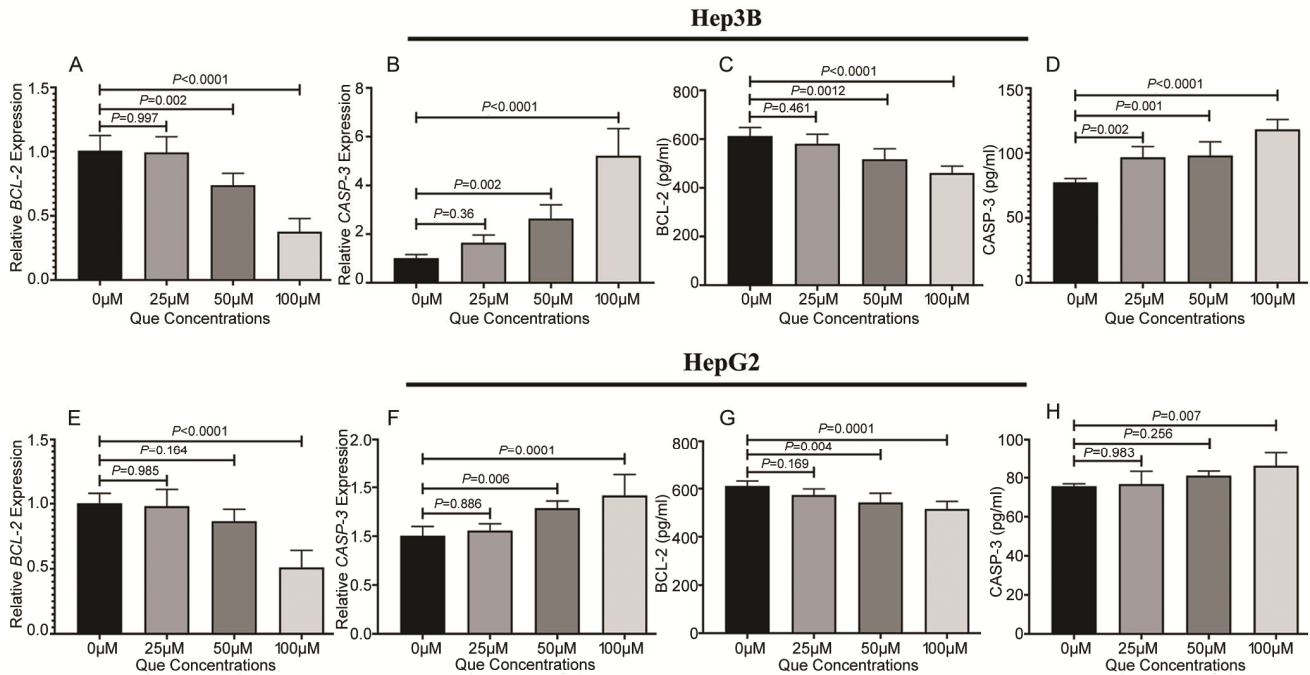 Hep3B
A
Relative BCL-2 Expression
1.5
1.0
0.5
0.0
P<0.0001
P=0.002
P=0.997
0µM 25µM 50µM 100µM
Que Concentrations
B
Relative CASP-3 Expression
8
6
4
2
0
P<0.0001
P=0.002
P=0.36
0µM 25µM 50µM 100µM
Que Concentrations
C
BCL-2 (pg/ml)
800
600
400
600
0
P<0.0001
P=0.0012
P=0.461
0µM 25µM 50µM 100µM
Que Concentrations
D
CASP-3 (pg/ml)
150
100
50
0
P<0.0001
P=0.001
P=0.002
0µM 25µM 50µM 100µM
Que Concentrations
HepG2
E
Relative BCL-2 Expression
1.5
1.0
0.5
0.0
P<0.0001
P−0.164
P=0.985
0µM 25µM 50µM 100µM
Que Concentrations
F
Relative CASP-3 Expression
2.0
1.5
1.5
0.5
0.0
P=0.0001
P=0.006
P=0.886
0µM 25µM 50µM 100µM
Que Concentrations
G
BCL-2 (pg/ml)
800
600
400
600
0
P=0.0001
P=0.004
P=0.169
0µM 25µM 50µM 100µM
Que Concentrations
H
CASP-3 (pg/ml)
80
60
40
80
0
P=0.007
P=0.256
P=0.983
0µM 25µM 50µM 100µM
Que Concentrations